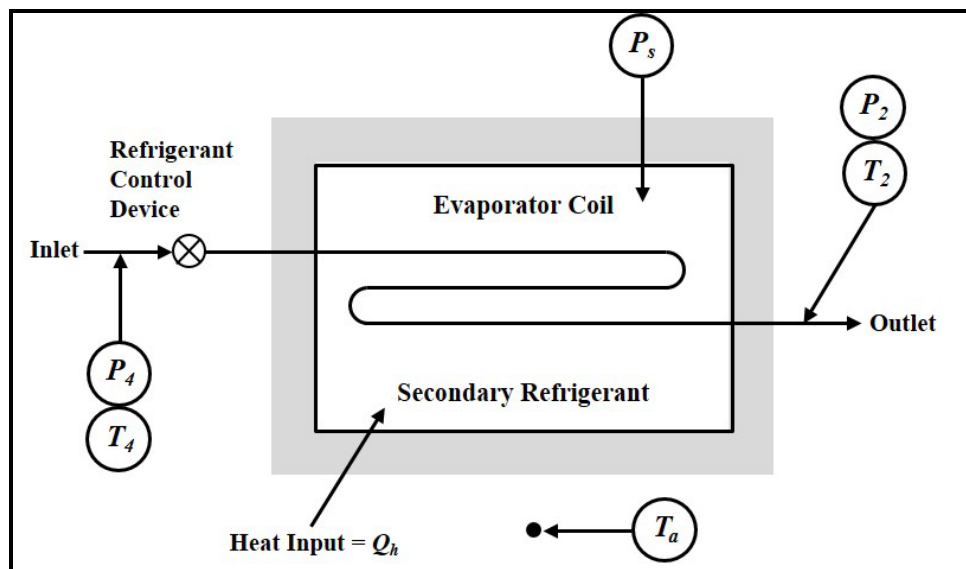 P_s
P_2
T_2
Refrigerant
Control
Device
Evaporator Coil
Inlet
Outlet
P_4
T_4
Secondary Refrigerant
Heat Input = Q_h
T_a